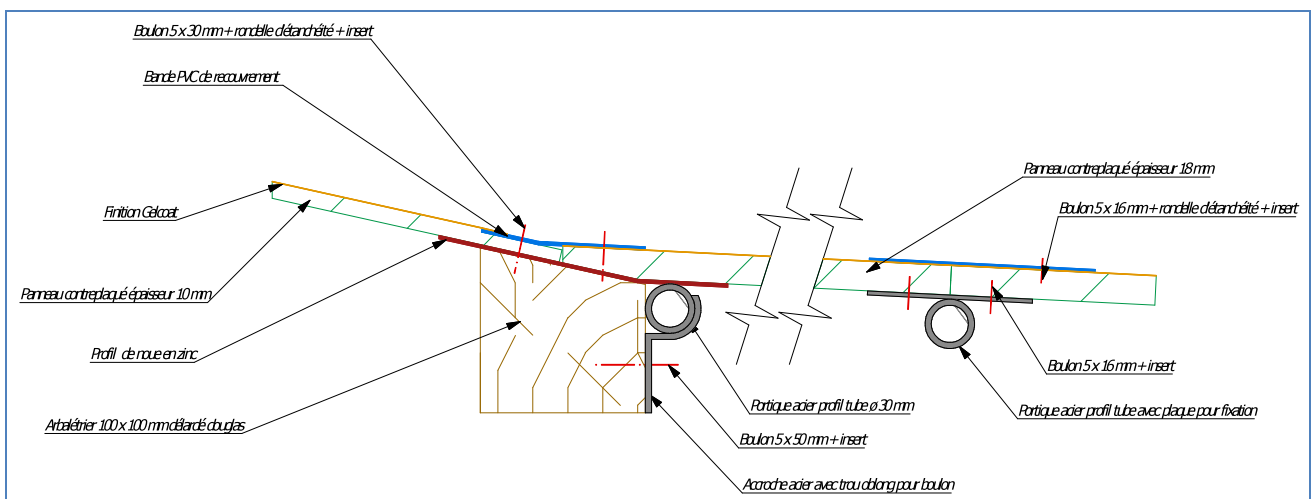 Boulon 5 x 30 mm + rondelle d'étanchéité + insert
Bande PVC de recouvrement
Panneau contreplaqué épaisseur 18 mm
Finition Gelcoat
Boulon 5 x 16 mm + rondelle d'étanchéité + insert
Panneau contreplaqué épaisseur 10 mm
Profil de noue en zinc
Boulon 5 x 16 mm + insert
Portique acier profil tube ø 30 mm
Portique acier profil tube avec plaque pour fixation
Arbalétrier 100 x 100 mm délardé douglas
Boulon 5 x 50 mm + insert
Accroche acier avec trou oblong pour boulon